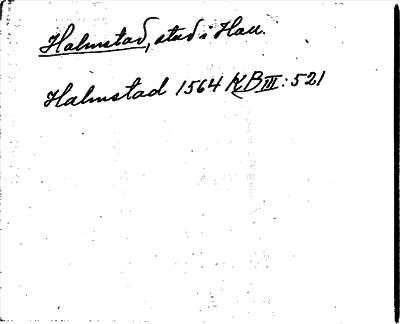 Halmstad, stad i Hall.
Halmstad 1564 KB III: 521